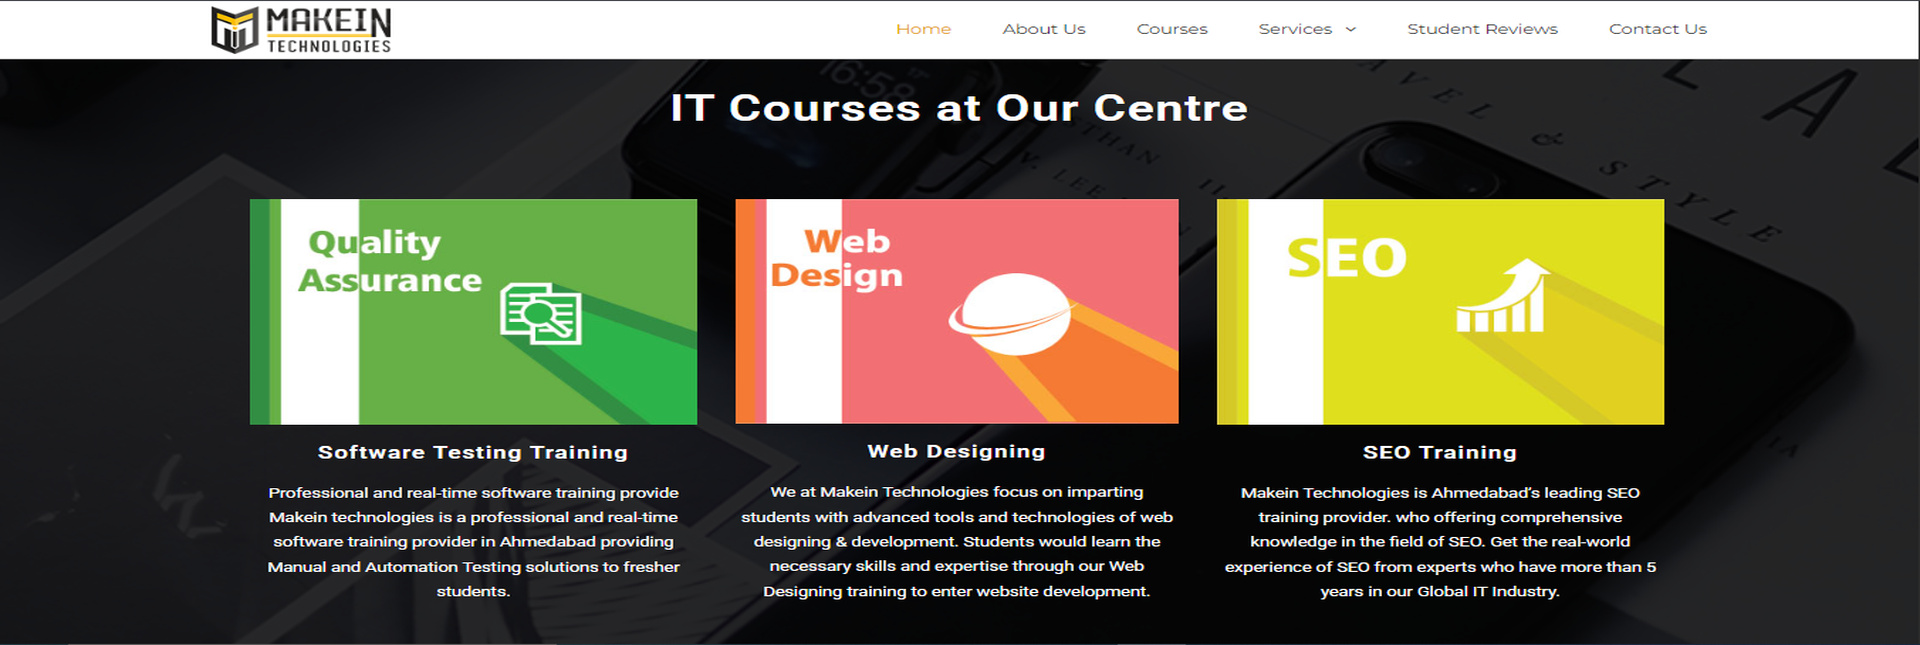 MAKEIN
TECHNOLOGIES
Home About Us Courses Services Student Reviews Contact Us
16:58
IT Courses at Our Centre
AVEL & STYLE
V. LEE
Quality
Assurance
Web
Design
SEO
Software Testing Training
Professional and real-time software training provide
Makein technologies is a professional and real-time
software training provider in Ahmedabad providing
Manual and Automation Testing solutions to fresher
students.
Web Designing
We at Makein Technologies focus on imparting
students with advanced tools and technologies of web
designing & development. Students would learn the
necessary skills and expertise through our Web
Designing training to enter website development.
SEO Training
Makein Technologies is Ahmedabad’s leading SEO
training provider. who offering comprehensive
knowledge in the field of SEO. Get the real-world
experience of SEO from experts who have more than 5
years in our Global IT Industry.